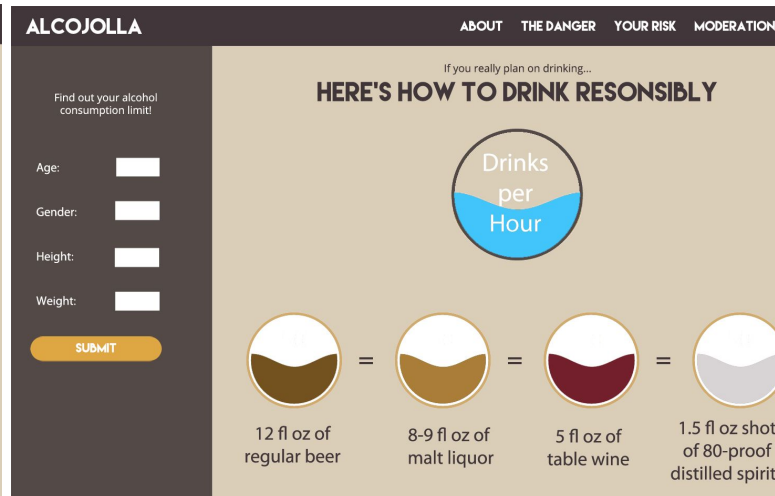 ALCOJOLLA
ABOUT THE DANGER YOUR RISK MODERATION
Find out your alcohol
consumption limit!
Age:
Gender:
Height:
Weight:
SUBMIT
If you really plan on drinking...
HERE'S HOW TO DRINK RESONSIBLY
Drinks
per
Hour
=
=
=
12 fl oz of
regular beer
8-9 fl oz of
malt liquor
5 fl oz of
table wine
1.5 fl oz shot
of 80-proof
distilled spirit